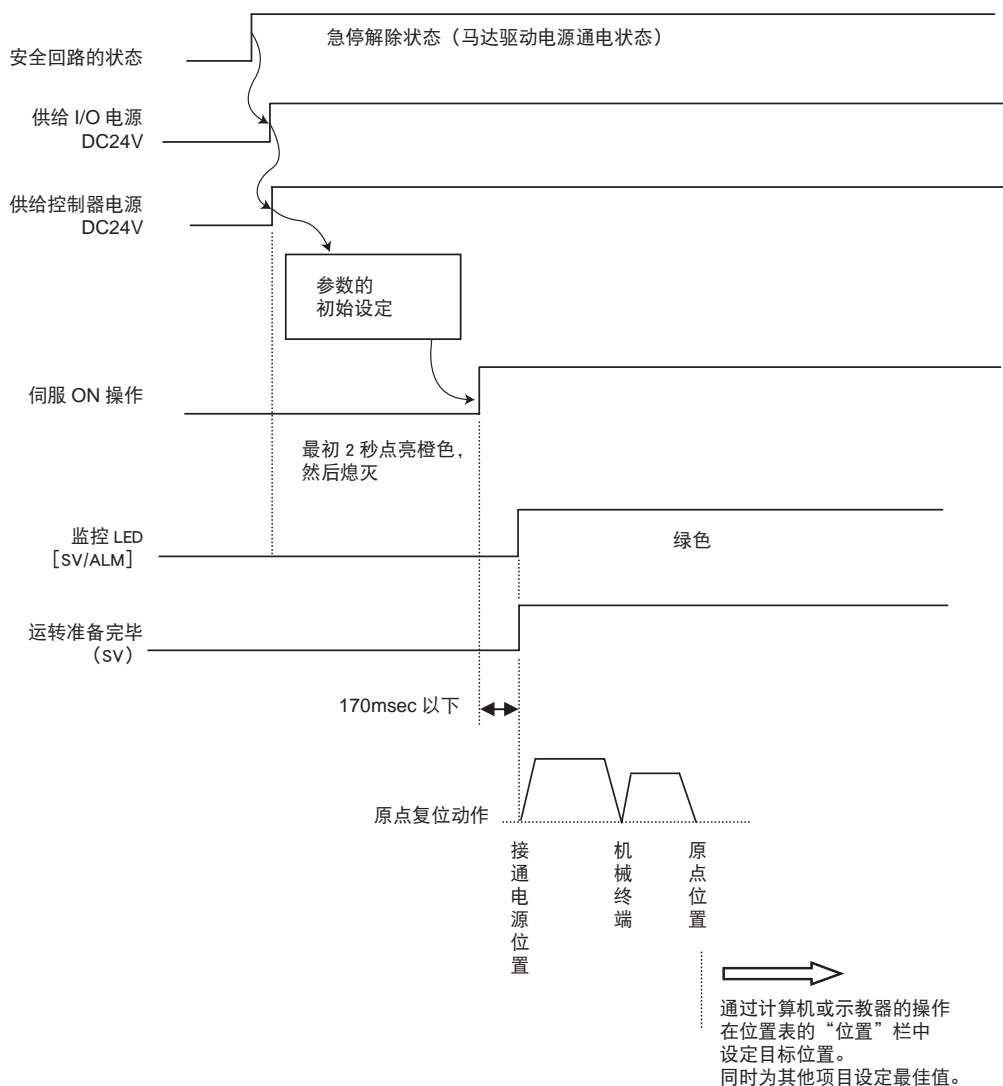 急停解除状态（马达驱动电源通电状态）
安全回路的状态
供给 I/O 电源
DC24V
供给控制器电源
DC24V
参数的
初始设定
伺服 ON 操作
最初 2 秒点亮橙色，
然后熄灭
监控 LED
［SV/ALM］
绿色
运转准备完毕
（SV）
170msec 以下
原点复位动作
接通电源位置
机械终端
原点位置
通过计算机或示教器的操作
在位置表的“位置”栏中
设定目标位置。
同时为其他项目设定最佳值。